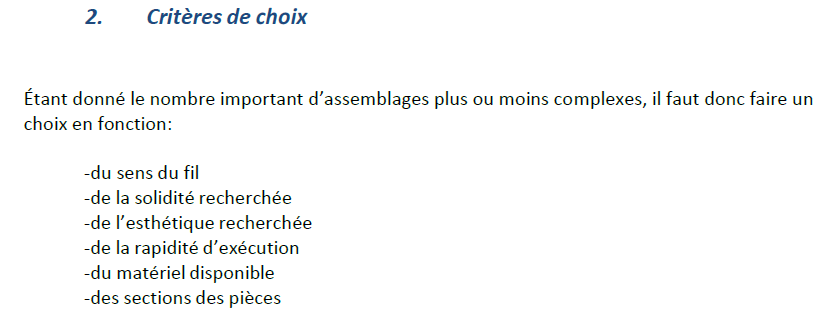 2. Critères de choix
Étant donné le nombre important d’assemblages plus ou moins complexes, il faut donc faire un
choix en fonction:
-du sens du fil
-de la solidité recherchée
-de l’esthétique recherchée
-de la rapidité d’exécution
-du matériel disponible
-des sections des pièces